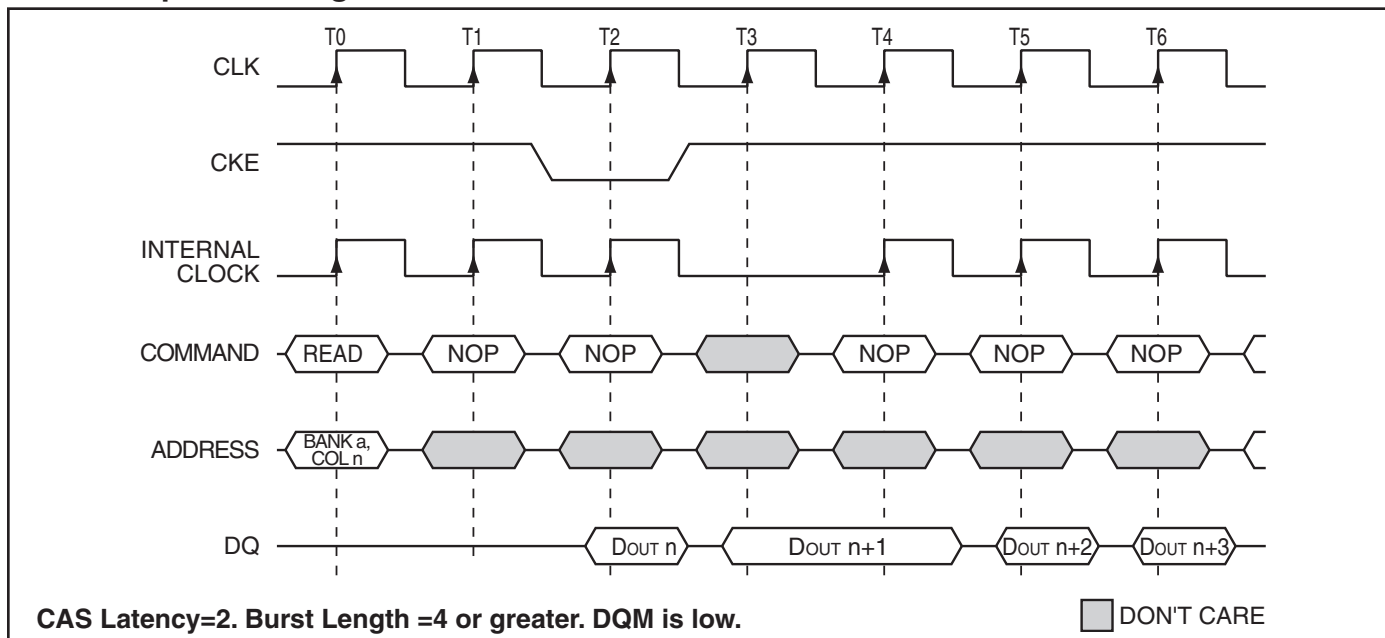 T0 T1 T2 T3 T4 T5 T6
CLK
CKE
INTERNAL
CLOCK
COMMAND READ NOP NOP NOP NOP NOP
ADDRESS BANK a,
COL n
DQ DOUT n DOUT n+1 DOUT n+2 DOUT n+3
CAS Latency=2. Burst Length =4 or greater. DQM is low. DON'T CARE